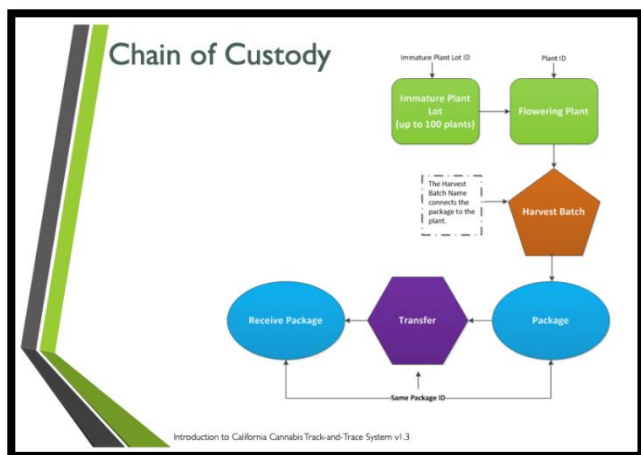 Chain of Custody
Immature Plant Lot ID
Plant ID
Immature Plant
Lot
(up to 100 plants)
Flowering Plant
The Harvest
Batch Name
connects the
package to the
plant.
Harvest Batch
Receive Package
Transfer
Package
Same Package ID
Introduction to California Cannabis Track-and-Trace System v1.3